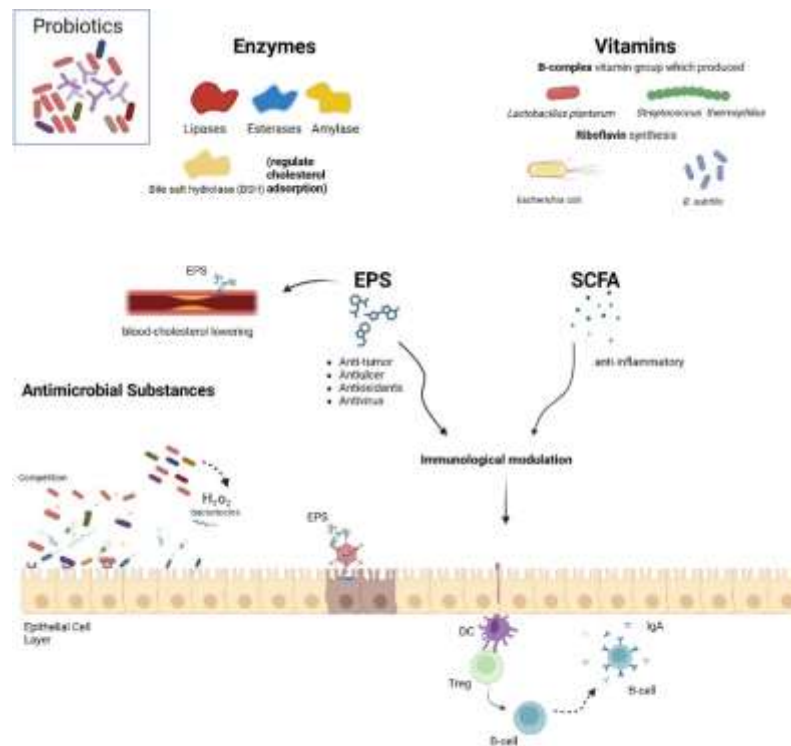 Probiotics
Enzymes
Lipases
Esterases
Amylase
Bile salt hydrolase (BSH)
(regulate
cholesterol
adsorption)
Vitamins
B-complex vitamin group which produced
Lactobacillus plantarum
Streptococcus thermophilus
Riboflavin synthesis
Escherichia coli
B. subtilis
EPS
blood-cholesterol lowering
EPS
Anti-tumor
Antiulcer
Antioxidants
Antivirus
SCFA
anti-inflammatory
Immunological modulation
Antimicrobial Substances
Competition
H₂O₂
bacteriocins
EPS
Epithelial Cell
Layer
DC
Treg
B-cell
IgA
B-cell